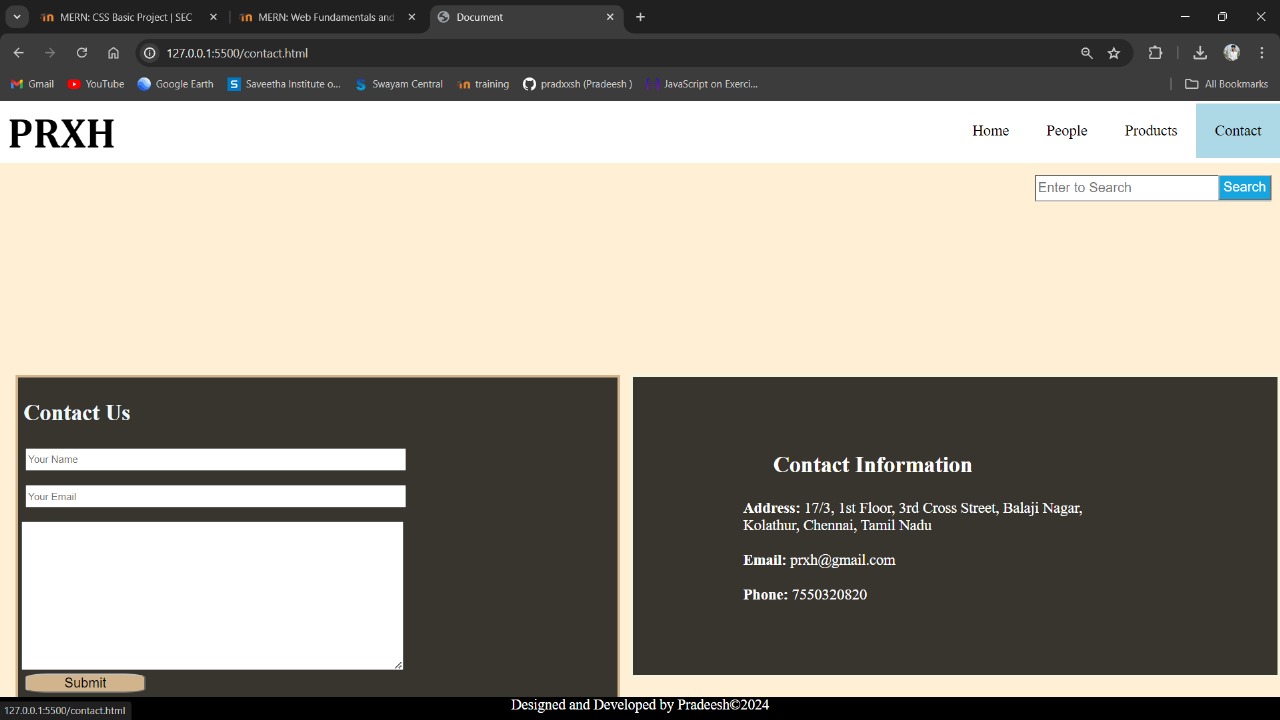 MERN: CSS Basic Project | SEC
MERN: Web Fundamentals and
Document
127.0.0.1:5500/contact.html
Gmail
YouTube
Google Earth
Saveetha Institute o...
Swayam Central
training
pradxxsh (Pradeesh )
JavaScript on Exerci...
All Bookmarks
PRXH
Home
People
Products
Contact
Enter to Search
Search
Contact Us
Your Name
Your Email
Submit
Contact Information
Address: 17/3, 1st Floor, 3rd Cross Street, Balaji Nagar,
Kolathur, Chennai, Tamil Nadu
Email: prxh@gmail.com
Phone: 7550320820
Designed and Developed by Pradeesh©2024
127.0.0.1:5500/contact.html